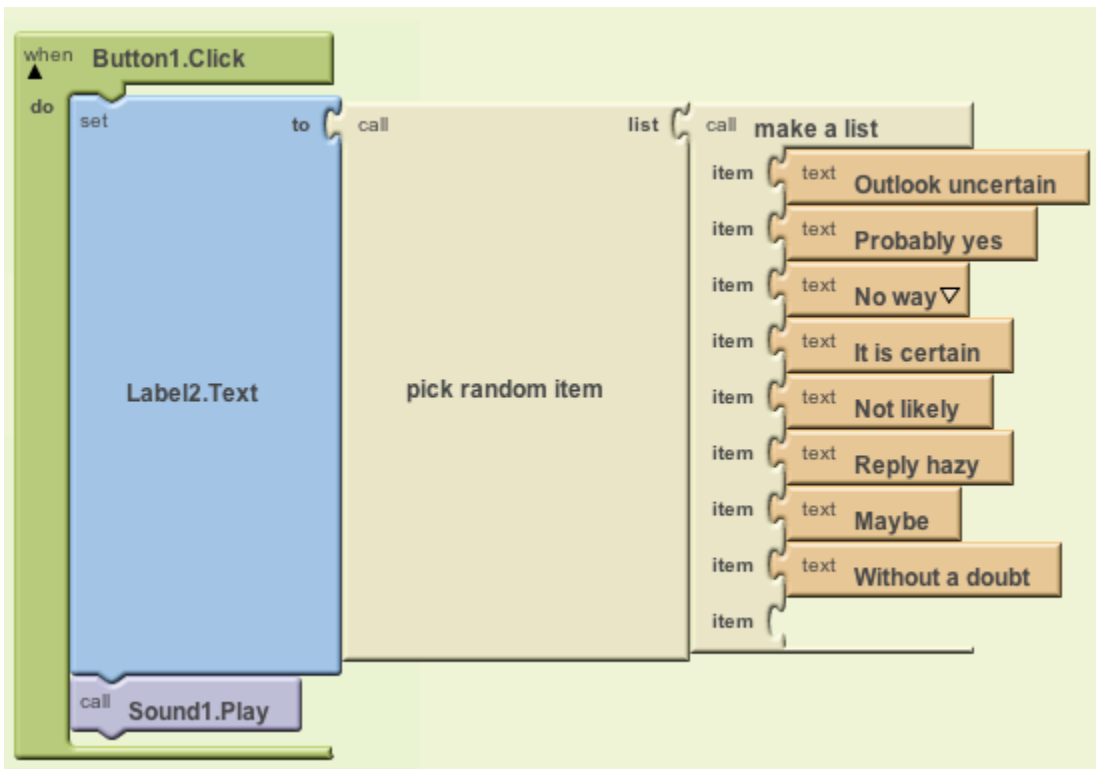 when Button1.Click
do
set Label2.Text to
call pick random item list
call make a list
item text Outlook uncertain
item text Probably yes
item text No way
item text It is certain
item text Not likely
item text Reply hazy
item text Maybe
item text Without a doubt
item
call Sound1.Play